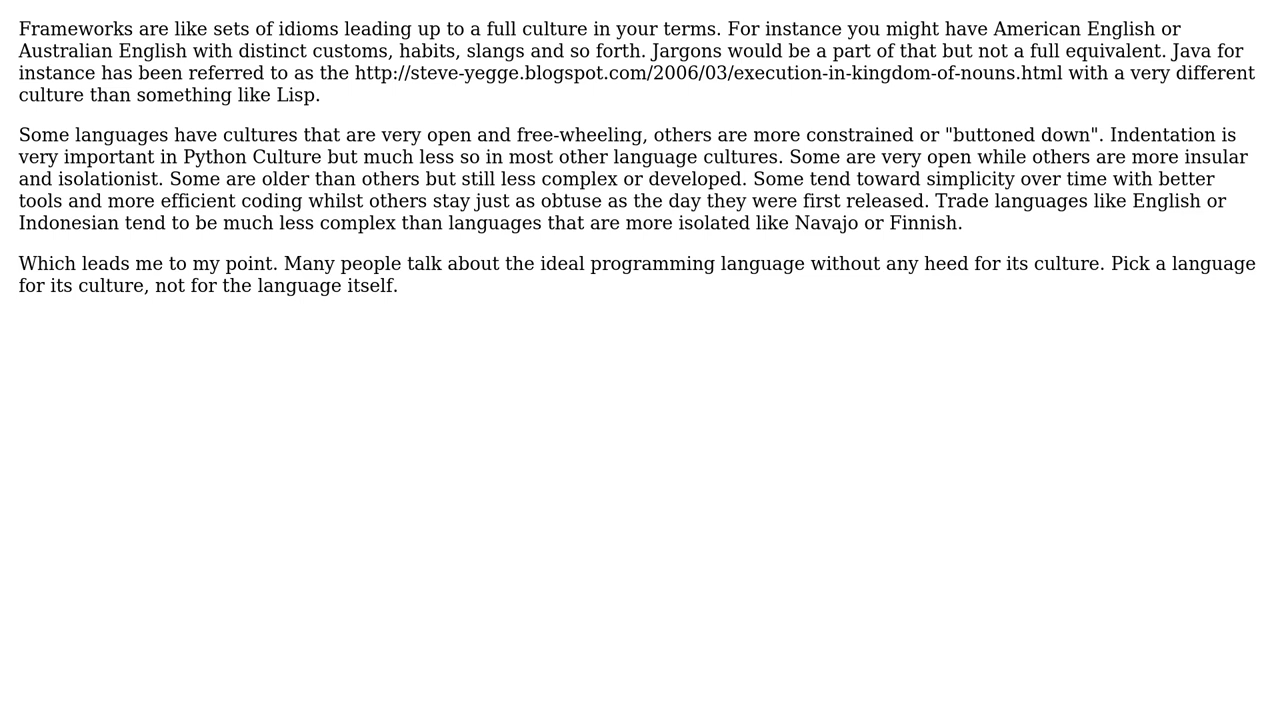 Frameworks are like sets of idioms leading up to a full culture in your terms. For instance you might have American English or
Australian English with distinct customs, habits, slangs and so forth. Jargons would be a part of that but not a full equivalent. Java for
instance has been referred to as the http://steve-yegge.blogspot.com/2006/03/execution-in-kingdom-of-nouns.html with a very different
culture than something like Lisp.
Some languages have cultures that are very open and free-wheeling, others are more constrained or "buttoned down". Indentation is
very important in Python Culture but much less so in most other language cultures. Some are very open while others are more insular
and isolationist. Some are older than others but still less complex or developed. Some tend toward simplicity over time with better
tools and more efficient coding whilst others stay just as obtuse as the day they were first released. Trade languages like English or
Indonesian tend to be much less complex than languages that are more isolated like Navajo or Finnish.
Which leads me to my point. Many people talk about the ideal programming language without any heed for its culture. Pick a language
for its culture, not for the language itself.